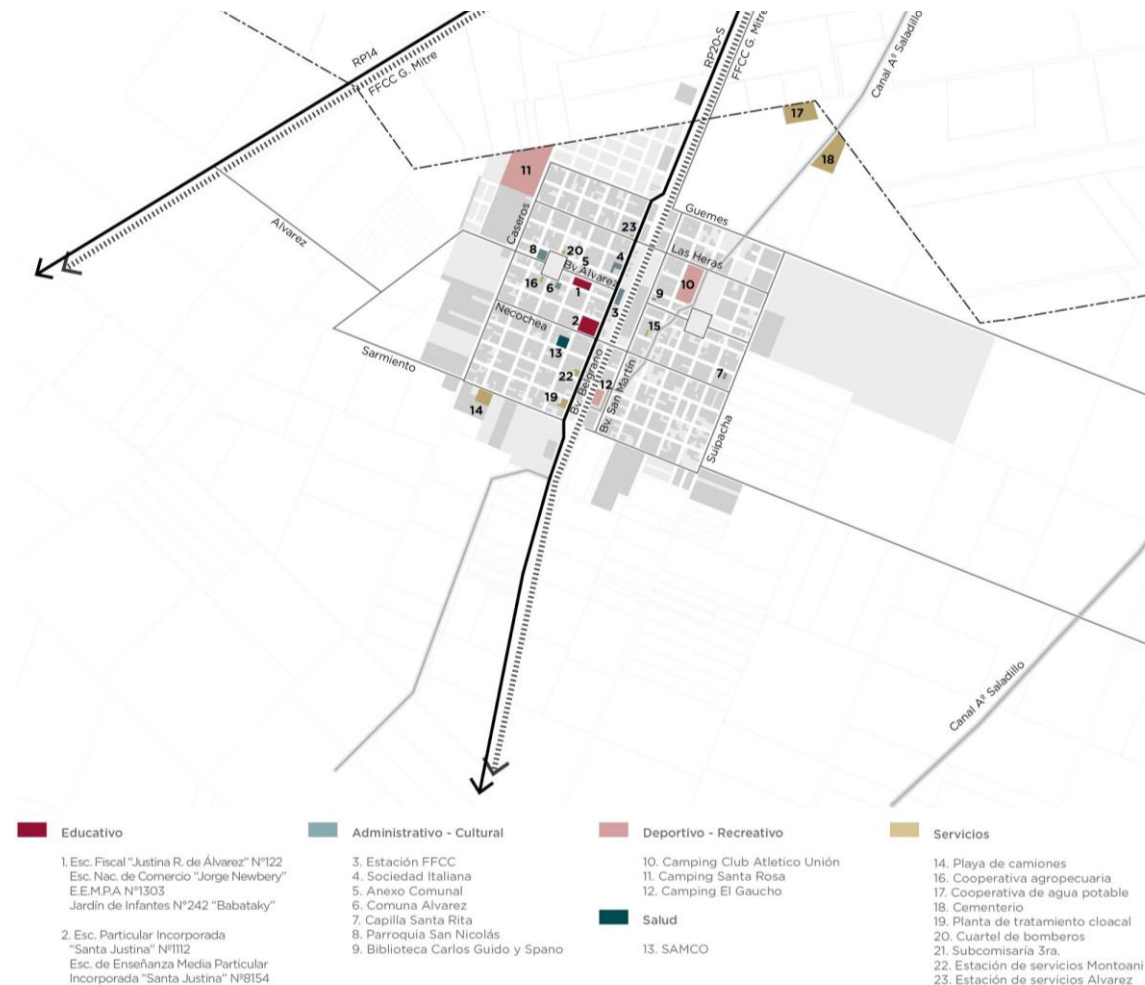 RP14
FFCC G. Mitre
RP20-S
FFCC G. Mitre
Canal Aº Saladillo
17
18
11
Guemes
Alvarez
Caseros
23
Las Heras
8
20
5
4
Bv. Alvarez
10
16
6
1
9
3
Necochea
2
15
13
Sarmiento
7
22
12
19
Bv. Belgrano
Bv. San Martín
14
Suipacha
Canal Aº Saladillo
Educativo
1. Esc. Fiscal "Justina R. de Álvarez" Nº122
Esc. Nac. de Comercio "Jorge Newbery"
E.E.M.P.A Nº1303
Jardín de Infantes N°242 "Babataky"
2. Esc. Particular Incorporada
"Santa Justina" Nº1112
Esc. de Enseñanza Media Particular
Incorporada "Santa Justina" Nº8154
Administrativo - Cultural
3. Estación FFCC
4. Sociedad Italiana
5. Anexo Comunal
6. Comuna Alvarez
7. Capilla Santa Rita
8. Parroquia San Nicolás
9. Biblioteca Carlos Guido y Spano
Deportivo - Recreativo
10. Camping Club Atletico Unión
11. Camping Santa Rosa
12. Camping El Gaucho
Salud
13. SAMCO
Servicios
14. Playa de camiones
16. Cooperativa agropecuaria
17. Cooperativa de agua potable
18. Cementerio
19. Planta de tratamiento cloacal
20. Cuartel de bomberos
21. Subcomisaría 3ra.
22. Estación de servicios Montoani
23. Estación de servicios Alvarez